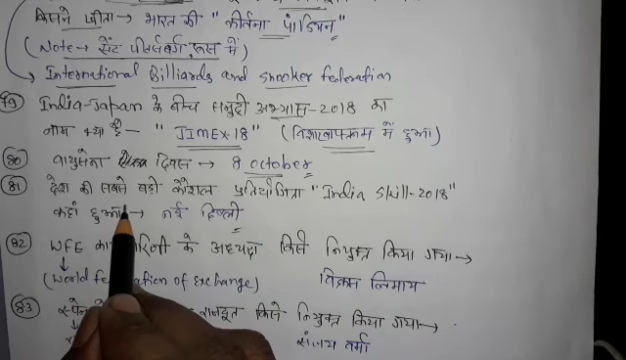 किसने जीता → भारत की "कीर्तना पांडियन"
(Note → सेंट पीटर्सबर्ग, रूस में)
International Billiards and snooker federation
79 India-Japan के बीच समुद्री अभ्यास-2018 का
नाम क्या है — "JIMEX-18" (विशाखापत्तनम में हुआ)
80 वायुसेना दिवस → 8 october
81 देश की सबसे बड़ी कौशल प्रतियोगिता "India Skill-2018"
कहाँ हुआ → नई दिल्ली
82 WFE के अध्यक्ष किसे नियुक्त किया गया →
(World federation of Exchange) विक्रम लिमाये
83 राजदूत किसे नियुक्त किया गया →
संजय वर्मा